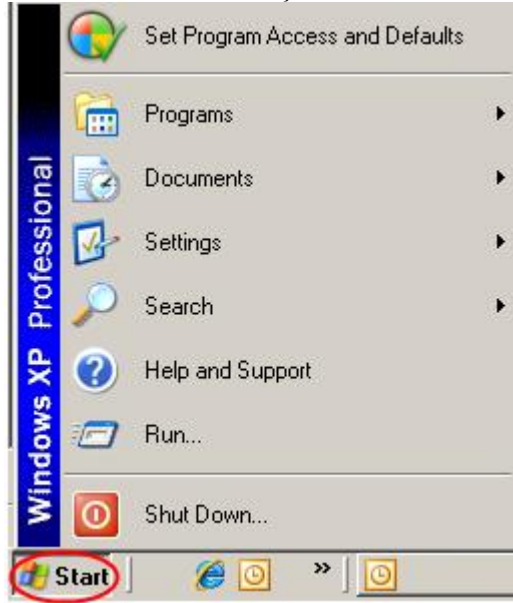 Set Program Access and Defaults
Programs
Documents
Settings
Search
Help and Support
Run...
Shut Down...
Windows XP Professional
Start
»